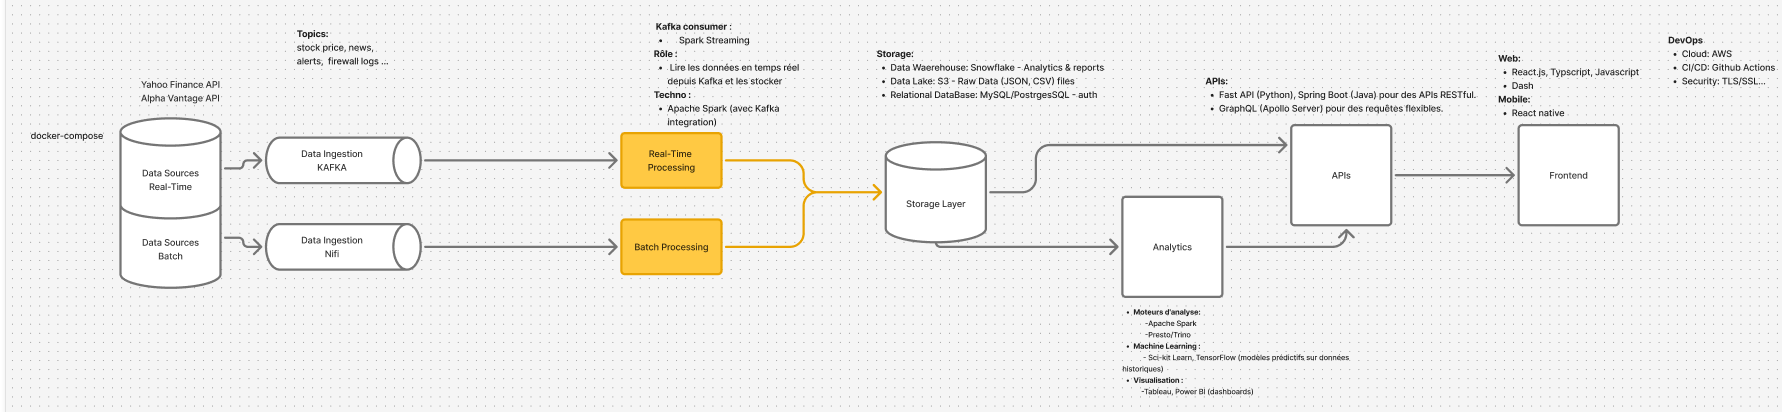 Topics:
stock price, news,
alerts, firewall logs ...
Yahoo Finance API
Alpha Vantage API
docker-compose
Data Sources
Real-Time
Data Sources
Batch
Data Ingestion
KAFKA
Data Ingestion
Nifi
Kafka consumer :
• Spark Streaming
Rôle :
• Lire les données en temps réel
depuis Kafka et les stocker
Techno :
• Apache Spark (avec Kafka
integration)
Real-Time
Processing
Batch Processing
Storage:
• Data Waerehouse: Snowflake - Analytics & reports
• Data Lake: S3 - Raw Data (JSON, CSV) files
• Relational DataBase: MySQL/PostrgesSQL - auth
Storage Layer
Analytics
• Moteurs d'analyse:
-Apache Spark
-Presto/Trino
• Machine Learning :
- Sci-kit Learn, TensorFlow (modèles prédictifs sur données
historiques)
• Visualisation :
-Tableau, Power BI (dashboards)
APIs:
• Fast API (Python), Spring Boot (Java) pour des APIs RESTful.
• GraphQL (Apollo Server) pour des requêtes flexibles.
APIs
Web:
• React.js, Typscript, Javascript
• Dash
Mobile:
• React native
Frontend
DevOps
• Cloud: AWS
• CI/CD: Github Actions
• Security: TLS/SSL...